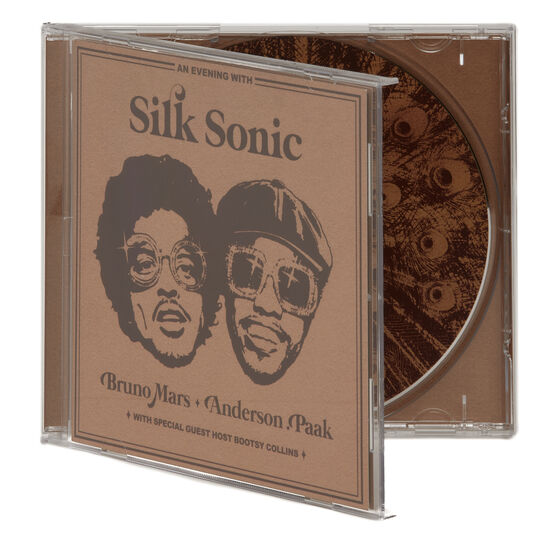 AN EVENING WITH
Silk Sonic
Bruno Mars ✦ Anderson .Paak
✦ WITH SPECIAL GUEST HOST BOOTSY COLLINS ✦